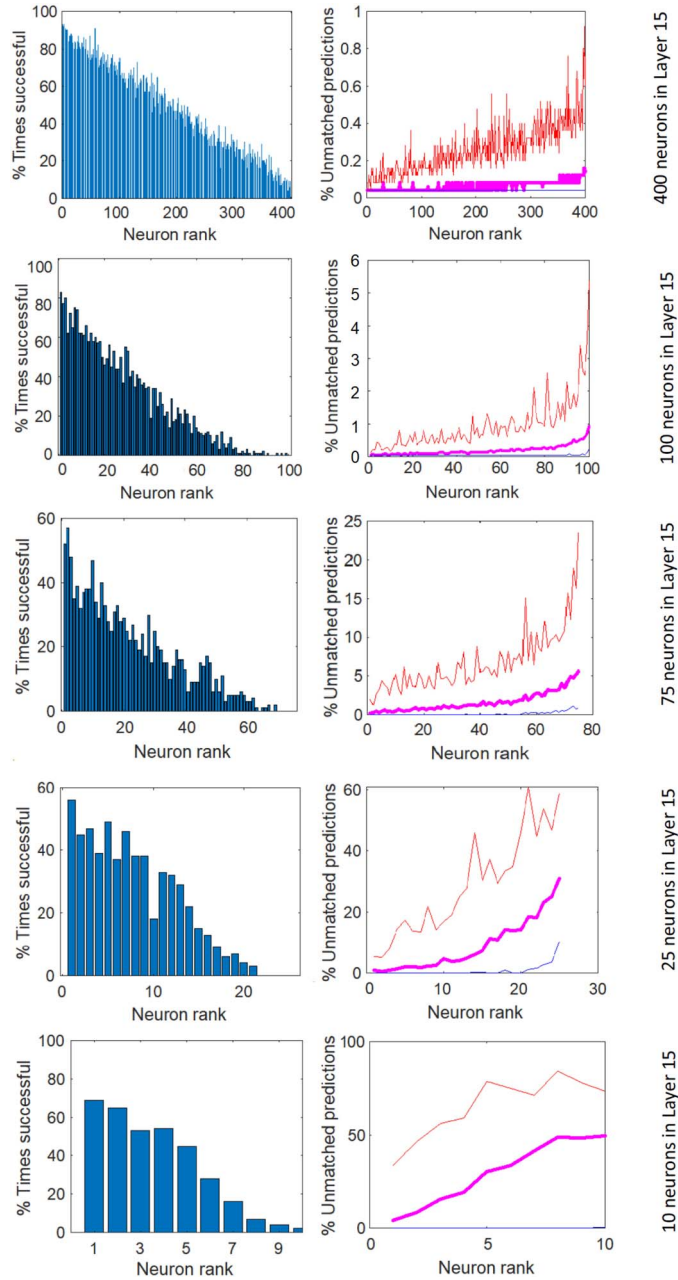 % Times successful
100
80
60
40
20
0
0 100 200 300 400
Neuron rank
% Unmatched predictions
1
0.8
0.6
0.4
0.2
0
0 100 200 300 400
Neuron rank
400 neurons in Layer 15
% Times successful
100
80
60
40
20
0
0 20 40 60 80 100
Neuron rank
% Unmatched predictions
6
5
4
3
2
1
0
0 20 40 60 80 100
Neuron rank
100 neurons in Layer 15
% Times successful
60
40
20
0
0 20 40 60
Neuron rank
% Unmatched predictions
25
20
15
10
5
0
0 20 40 60 80
Neuron rank
75 neurons in Layer 15
% Times successful
60
40
20
0
0 10 20
Neuron rank
% Unmatched predictions
60
40
20
0
0 10 20 30
Neuron rank
25 neurons in Layer 15
% Times successful
100
80
60
40
20
0
1 3 5 7 9
Neuron rank
% Unmatched predictions
100
50
0
0 5 10
Neuron rank
10 neurons in Layer 15